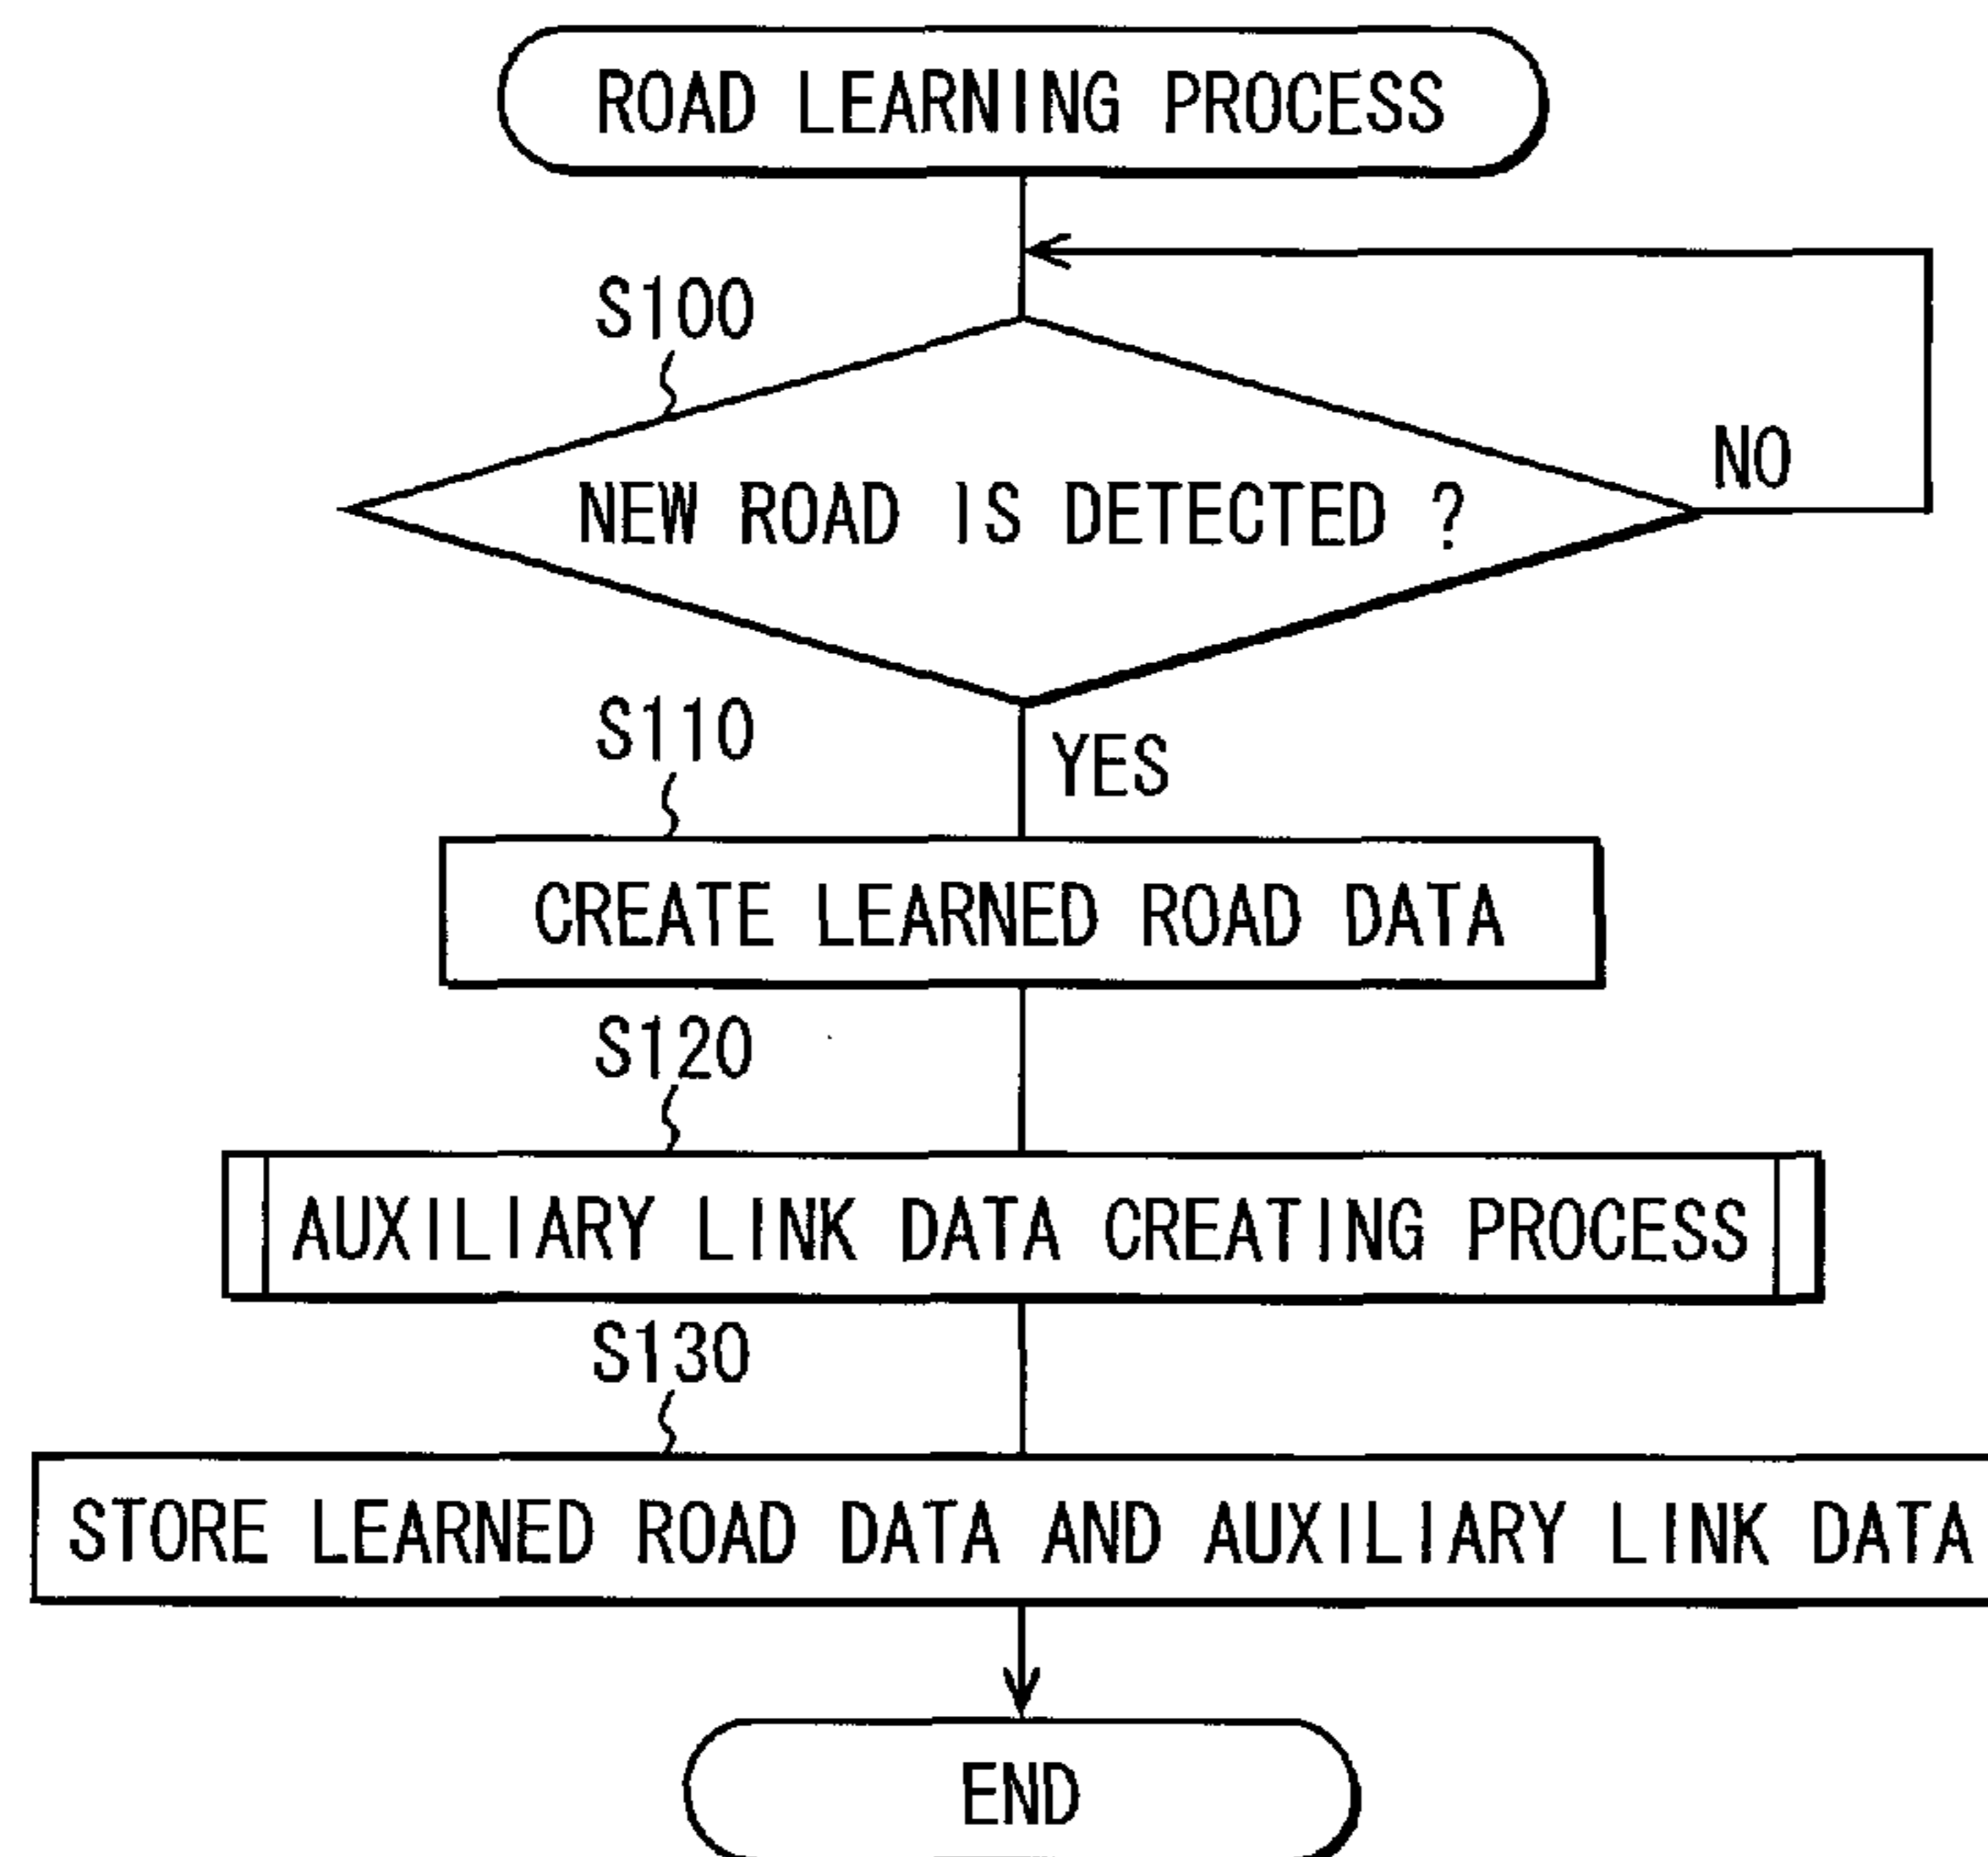 ROAD LEARNING PROCESS
S100
NEW ROAD IS DETECTED ?
NO
YES
S110
CREATE LEARNED ROAD DATA
S120
AUXILIARY LINK DATA CREATING PROCESS
S130
STORE LEARNED ROAD DATA AND AUXILIARY LINK DATA
END